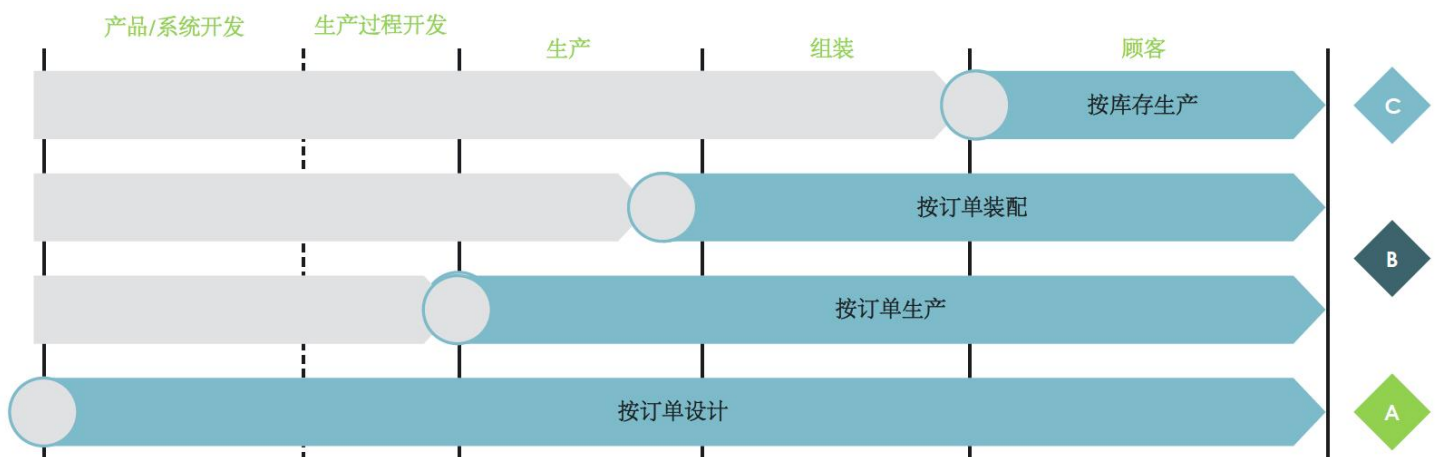 产品/系统开发
生产过程开发
生产
组装
顾客
按库存生产
C
按订单装配
B
按订单生产
按订单设计
A